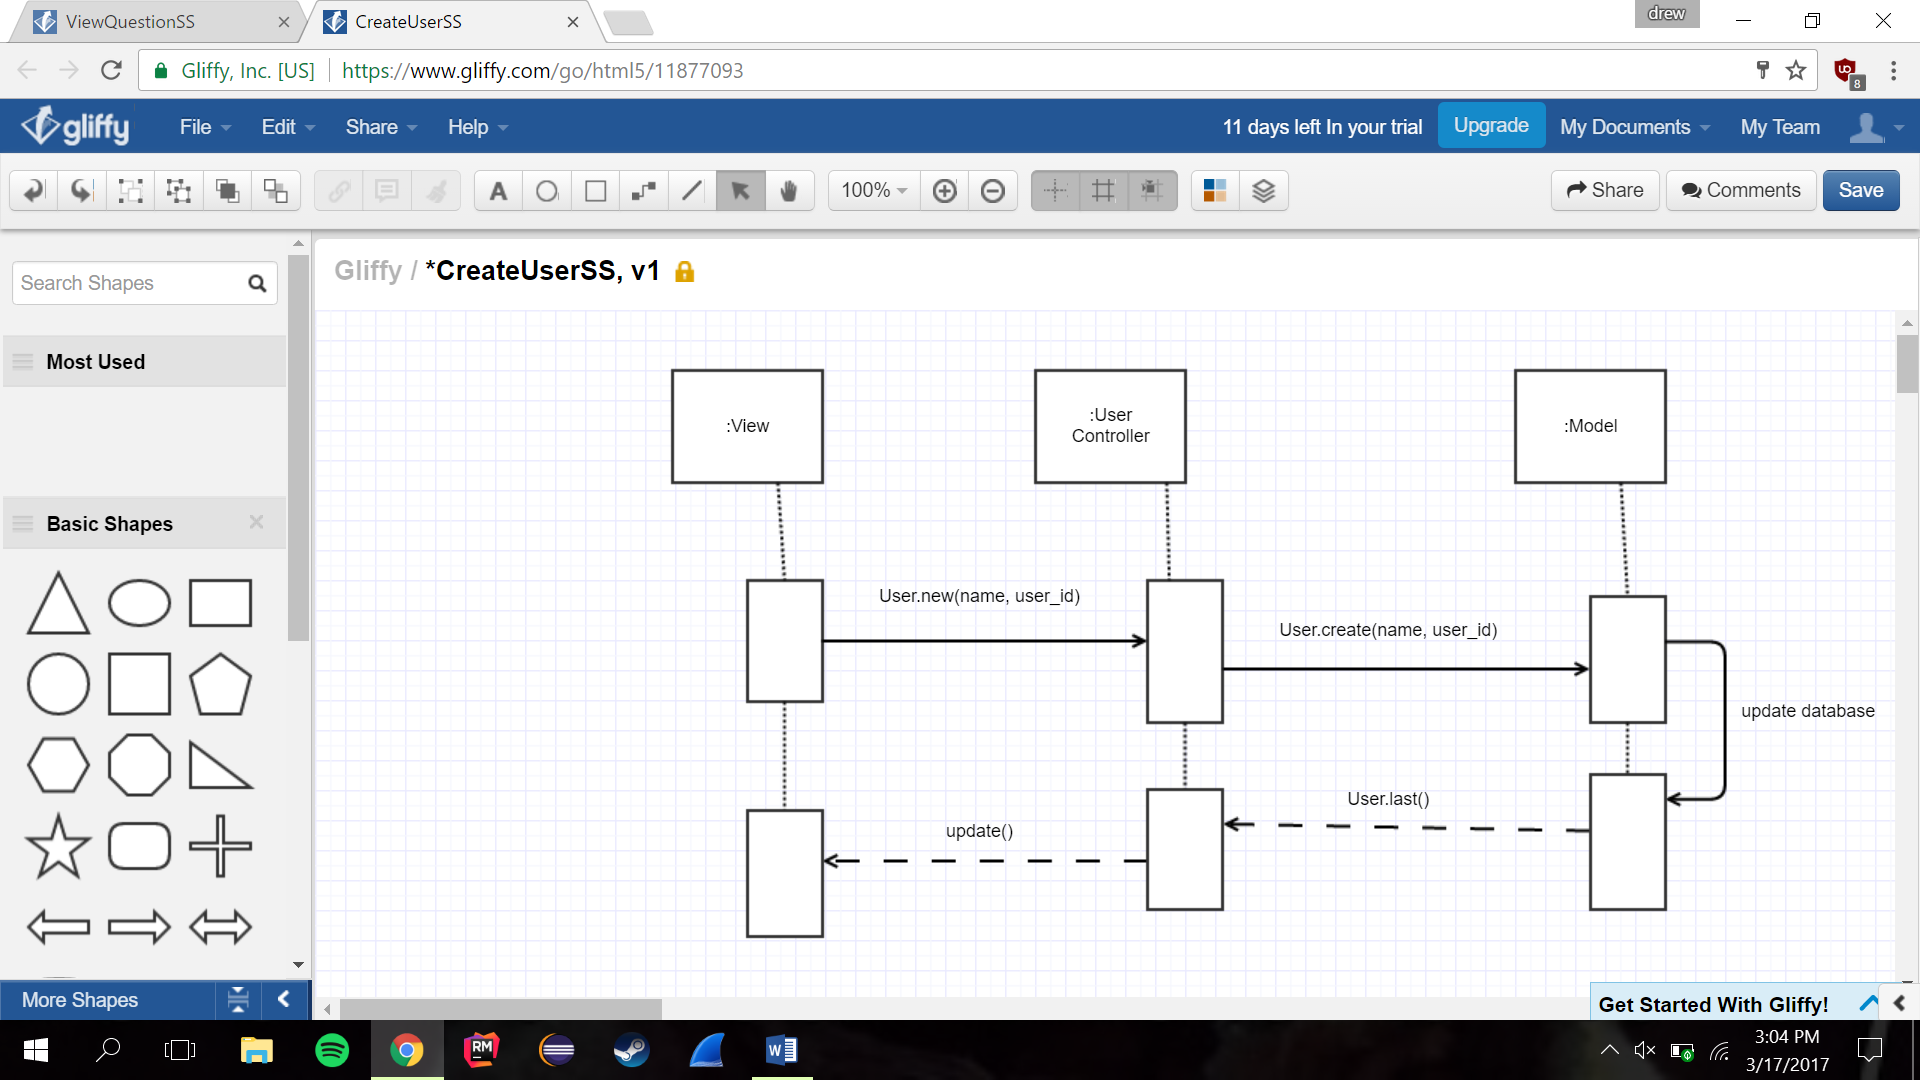 ViewQuestionSS
CreateUserSS
drew
Gliffy, Inc. [US]
https://www.gliffy.com/go/html5/11877093
8
gliffy
File
Edit
Share
Help
11 days left In your trial
Upgrade
My Documents
My Team
A
100%
Share
Comments
Save
Search Shapes
Gliffy / *CreateUserSS, v1
Most Used
Basic Shapes
:View
:User
Controller
:Model
User.new(name, user_id)
User.create(name, user_id)
update database
User.last()
update()
More Shapes
Get Started With Gliffy!
RM
W
3:04 PM
3/17/2017